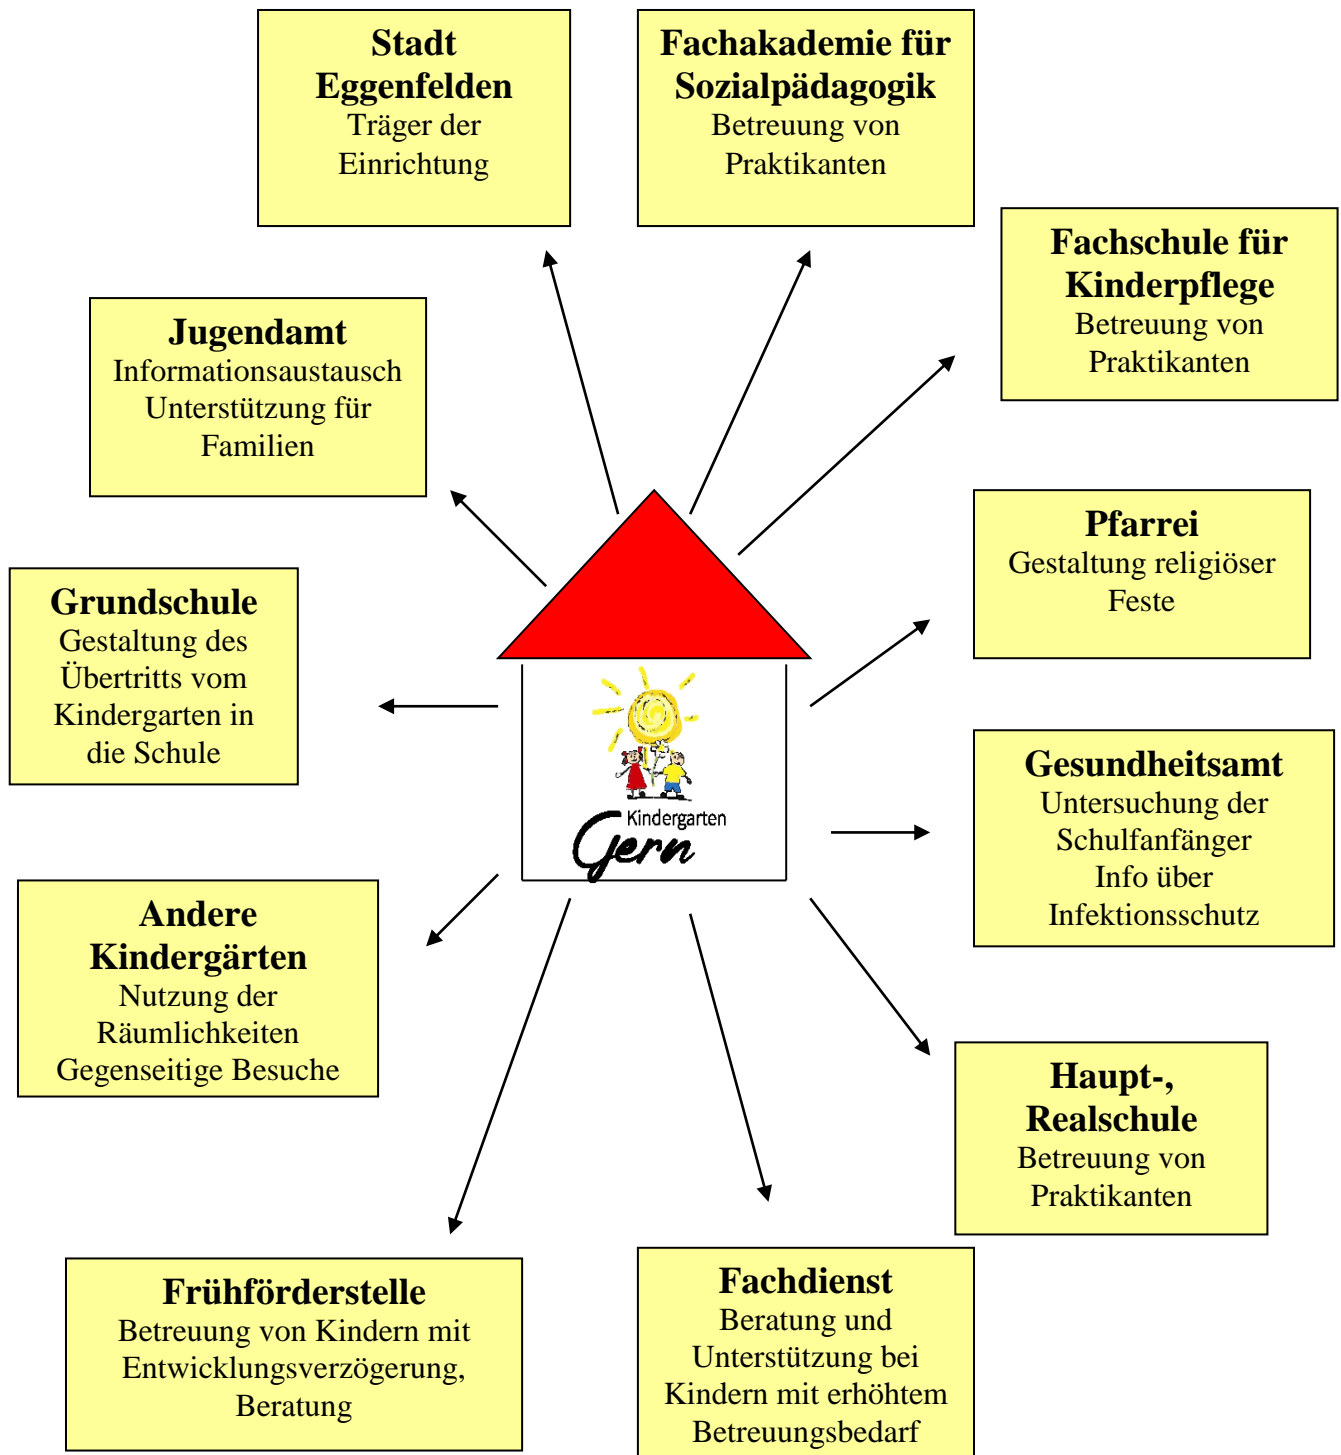 Stadt
Eggenfelden
Träger der
Einrichtung
Fachakademie für
Sozialpädagogik
Betreuung von
Praktikanten
Fachschule für
Kinderpflege
Betreuung von
Praktikanten
Jugendamt
Informationsaustausch
Unterstützung für
Familien
Pfarrei
Gestaltung religiöser
Feste
Grundschule
Gestaltung des
Übertritts vom
Kindergarten in
die Schule
Kindergarten
Gern
Gesundheitsamt
Untersuchung der
Schulfanfänger
Info über
Infektionsschutz
Andere
Kindergärten
Nutzung der
Räumlichkeiten
Gegenseitige Besuche
Haupt-,
Realschule
Betreuung von
Praktikanten
Frühförderstelle
Betreuung von Kindern mit
Entwicklungsverzögerung,
Beratung
Fachdienst
Beratung und
Unterstützung bei
Kindern mit erhöhtem
Betreuungsbedarf